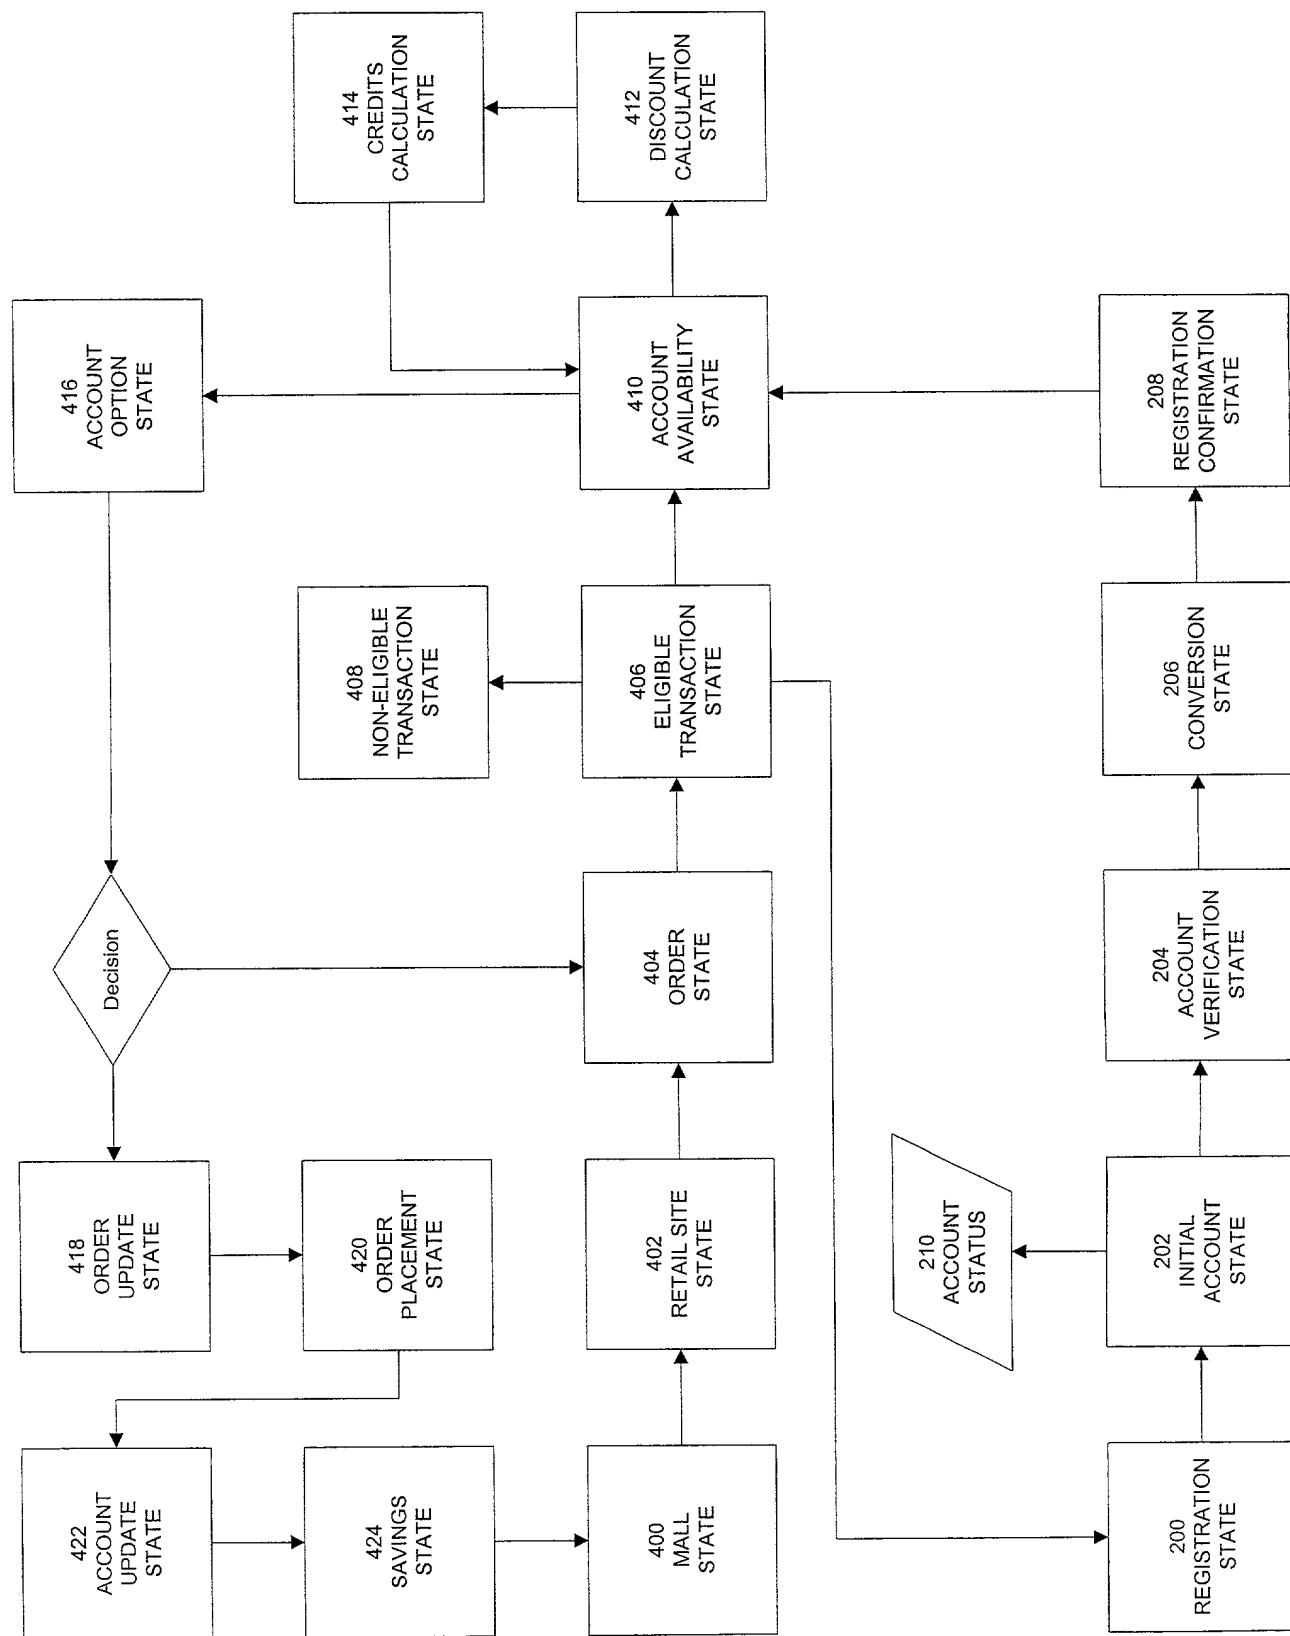 422
ACCOUNT
UPDATE
STATE
418
ORDER
UPDATE
STATE
Decision
416
ACCOUNT
OPTION
STATE
424
SAVINGS
STATE
420
ORDER
PLACEMENT
STATE
408
NON-ELIGIBLE
TRANSACTION
STATE
414
CREDITS
CALCULATION
STATE
400
MALL
STATE
402
RETAIL SITE
STATE
404
ORDER
STATE
406
ELIGIBLE
TRANSACTION
STATE
410
ACCOUNT
AVAILABILITY
STATE
412
DISCOUNT
CALCULATION
STATE
210
ACCOUNT
STATUS
200
REGISTRATION
STATE
202
INITIAL
ACCOUNT
STATE
204
ACCOUNT
VERIFICATION
STATE
206
CONVERSION
STATE
208
REGISTRATION
CONFIRMATION
STATE